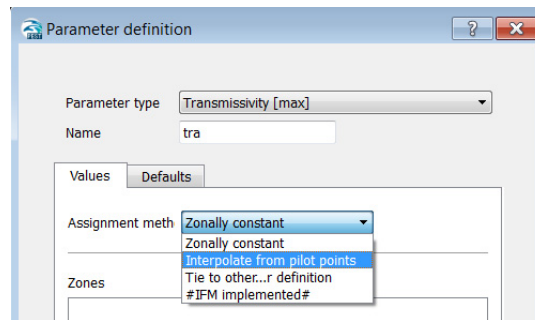 Parameter definition
Parameter type Transmissivity [max]
Name tra
Values Defaults
Assignment meth Zonally constant
Zonally constant
Interpolate from pilot points
Tie to other...r definition
#IFM implemented#
Zones